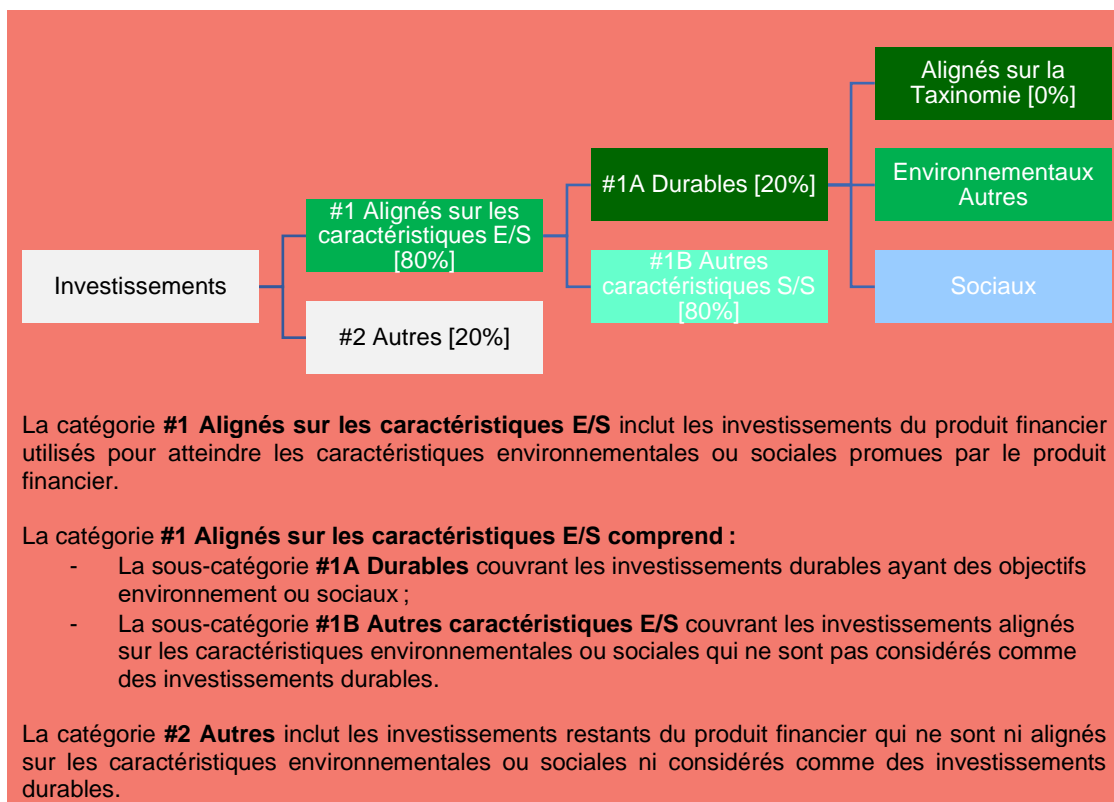 Alignés sur la
Taxinomie [0%]
#1A Durables [20%]
Environnementaux
Autres
#1 Alignés sur les
caractéristiques E/S
[80%]
#1B Autres
caractéristiques S/S
[80%]
Investissements
Sociaux
#2 Autres [20%]
La catégorie #1 Alignés sur les caractéristiques E/S inclut les investissements du produit financier
utilisés pour atteindre les caractéristiques environnementales ou sociales promues par le produit
financier.
La catégorie #1 Alignés sur les caractéristiques E/S comprend :
- La sous-catégorie #1A Durables couvrant les investissements durables ayant des objectifs
environnement ou sociaux ;
- La sous-catégorie #1B Autres caractéristiques E/S couvrant les investissements alignés
sur les caractéristiques environnementales ou sociales qui ne sont pas considérés comme
des investissements durables.
La catégorie #2 Autres inclut les investissements restants du produit financier qui ne sont ni alignés
sur les caractéristiques environnementales ou sociales ni considérés comme des investissements
durables.